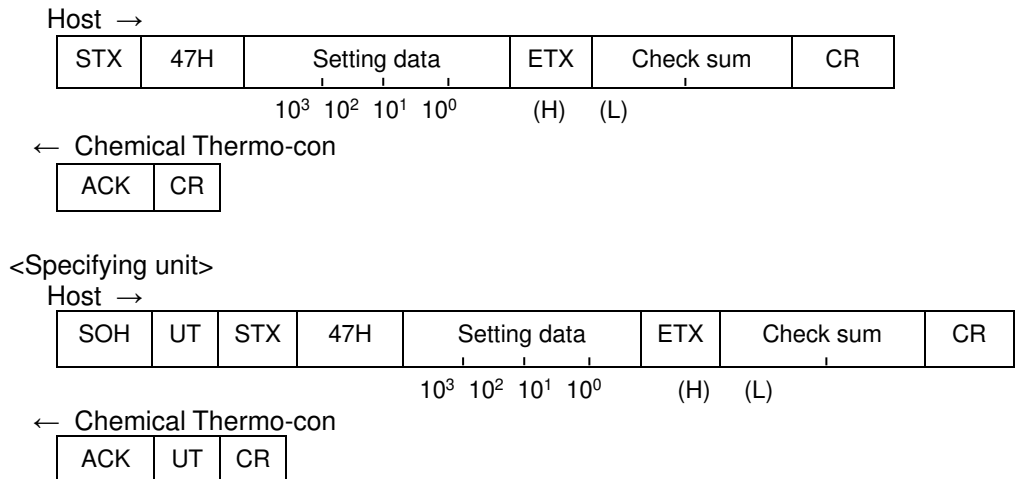 Host →
STX 47H Setting data ETX Check sum CR
10³ 10² 10¹ 10⁰ (H) (L)
← Chemical Thermo-con
ACK CR
<Specifying unit>
Host →
SOH UT STX 47H Setting data ETX Check sum CR
10³ 10² 10¹ 10⁰ (H) (L)
← Chemical Thermo-con
ACK UT CR